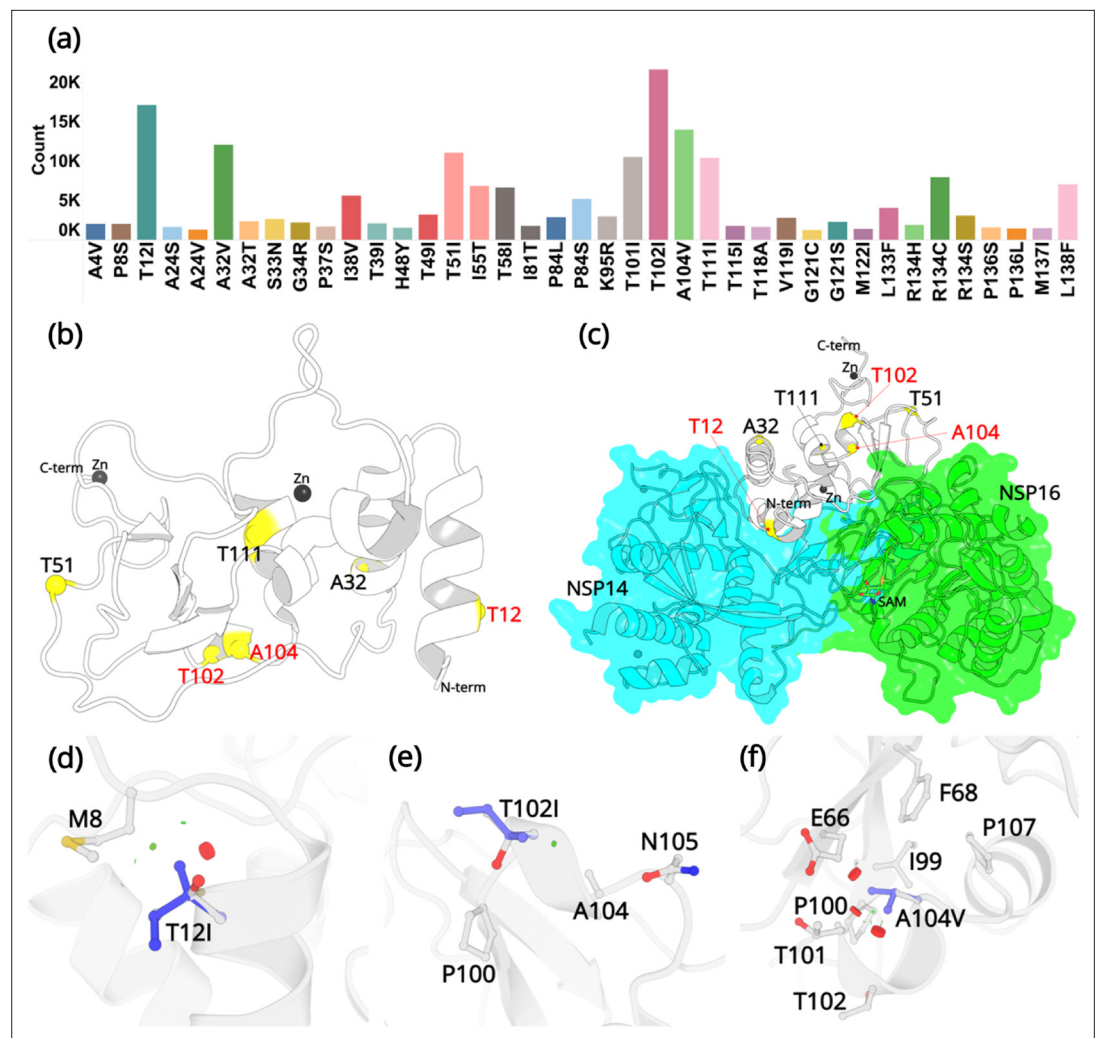 (a)
Count
20K
15K
10K
5K
0K
A4V
P8S
T12I
A24S
A24V
A32V
A32T
S33N
G34R
P37S
I38V
T39I
H48Y
T49I
T51I
I55T
T58I
I81T
P84L
P84S
K95R
T101I
T102I
A104V
T111I
T115I
T118A
V119I
G121C
G121S
M122I
L133F
R134H
R134C
R134S
P136S
P136L
M137I
L138F
(b)
C-term
Zn
Zn
T51
T111
A32
T12
T102
A104
N-term
(c)
C-term
Zn
T102
T111
T51
A32
T12
A104
N-term
Zn
NSP16
NSP14
SAM
(d)
M8
T12I
(e)
T102I
N105
A104
P100
(f)
F68
E66
P107
I99
P100
A104V
T101
T102